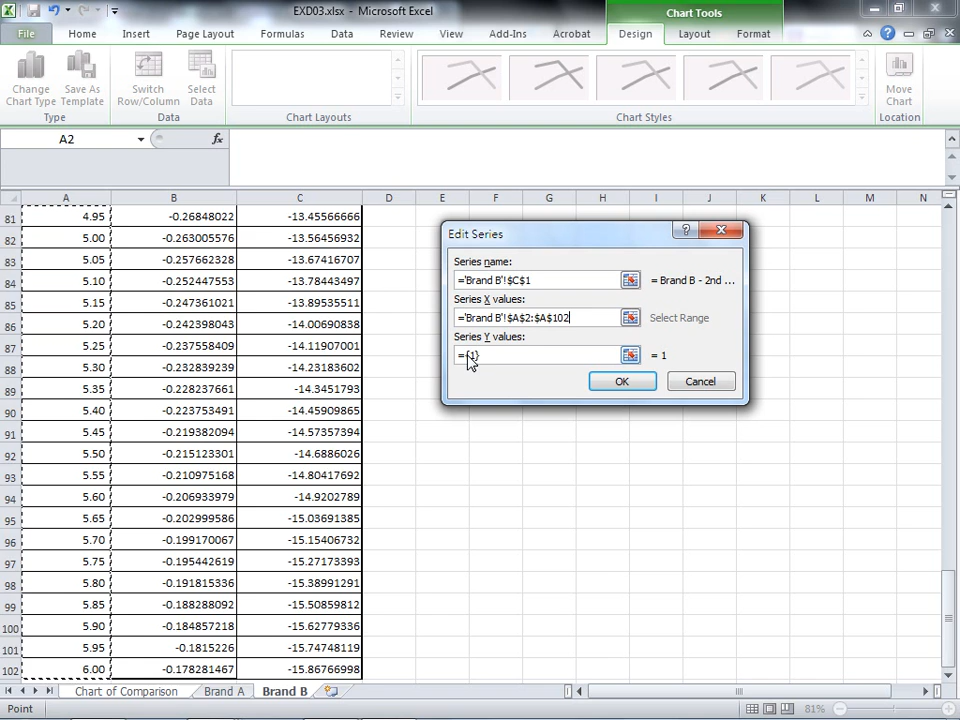 EXD03.xlsx - Microsoft Excel
Chart Tools
File Home Insert Page Layout Formulas Data Review View Add-Ins Acrobat Design Layout Format
Change Chart Type
Save As Template
Switch Row/Column
Select Data
Move Chart
Type Data Chart Layouts Chart Styles Location
A2 fx
A B C D E F G H I J K L M N
81 4.95 -0.26848022 -13.45566666
82 5.00 -0.263005576 -13.56456932
83 5.05 -0.257662328 -13.67416707
84 5.10 -0.252447553 -13.78443497
85 5.15 -0.247361021 -13.89535511
86 5.20 -0.242398043 -14.00690838
87 5.25 -0.237558409 -14.11907001
88 5.30 -0.232839239 -14.23183602
89 5.35 -0.228237661 -14.3451793
90 5.40 -0.223753491 -14.45909865
91 5.45 -0.219382094 -14.57357394
92 5.50 -0.215123301 -14.6886026
93 5.55 -0.210975168 -14.80417692
94 5.60 -0.206933979 -14.9202789
95 5.65 -0.202999586 -15.03691385
96 5.70 -0.199170067 -15.15406732
97 5.75 -0.195442619 -15.27173393
98 5.80 -0.191815336 -15.38991291
99 5.85 -0.188288092 -15.50859812
100 5.90 -0.184857218 -15.62779336
101 5.95 -0.1815226 -15.74748119
102 6.00 -0.178281467 -15.86766998
Edit Series
Series name:
='Brand B'!$C$1 = Brand B - 2nd ...
Series X values:
='Brand B'!$A$2:$A$102 Select Range
Series Y values:
={1} = 1
OK Cancel
Chart of Comparison Brand A Brand B
Point 81%